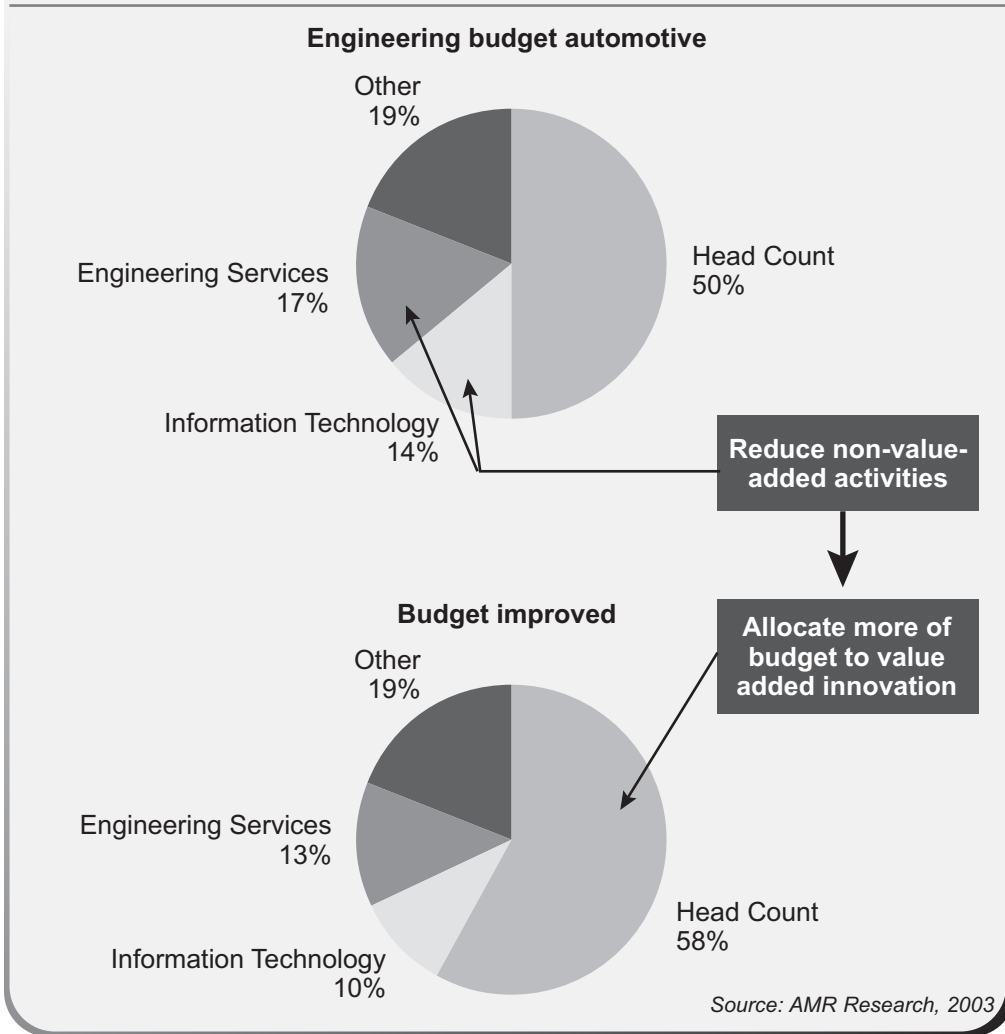 Engineering budget automotive
Other
19%
Head Count
50%
Engineering Services
17%
Information Technology
14%
Reduce non-value-
added activities
Budget improved
Allocate more of
budget to value
added innovation
Other
19%
Engineering Services
13%
Head Count
58%
Information Technology
10%
Source: AMR Research, 2003